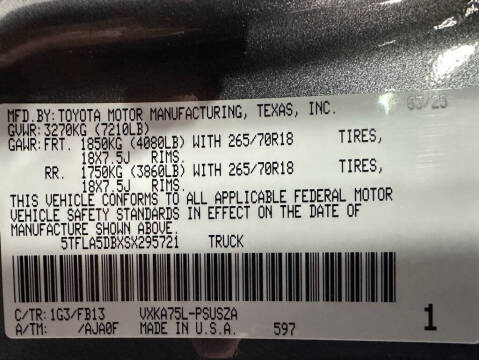 MFD.BY: TOYOTA MOTOR MANUFACTURING, TEXAS, INC. 05/25
GVWR: 3270KG (7210LB)
GAWR: FRT. 1850KG (4080LB) WITH 265/70R18 TIRES,
18X7.5J RIMS.
RR. 1750KG (3860LB) WITH 265/70R18 TIRES,
18X7.5J RIMS.
THIS VEHICLE CONFORMS TO ALL APPLICABLE FEDERAL MOTOR
VEHICLE SAFETY STANDARDS IN EFFECT ON THE DATE OF
MANUFACTURE SHOWN ABOVE.
5TFLA5DBXSX295721 TRUCK
C/TR: 1G3/FB13 VXKA75L-PSUSZA
A/TM: /AJA0F MADE IN U.S.A. 597 1